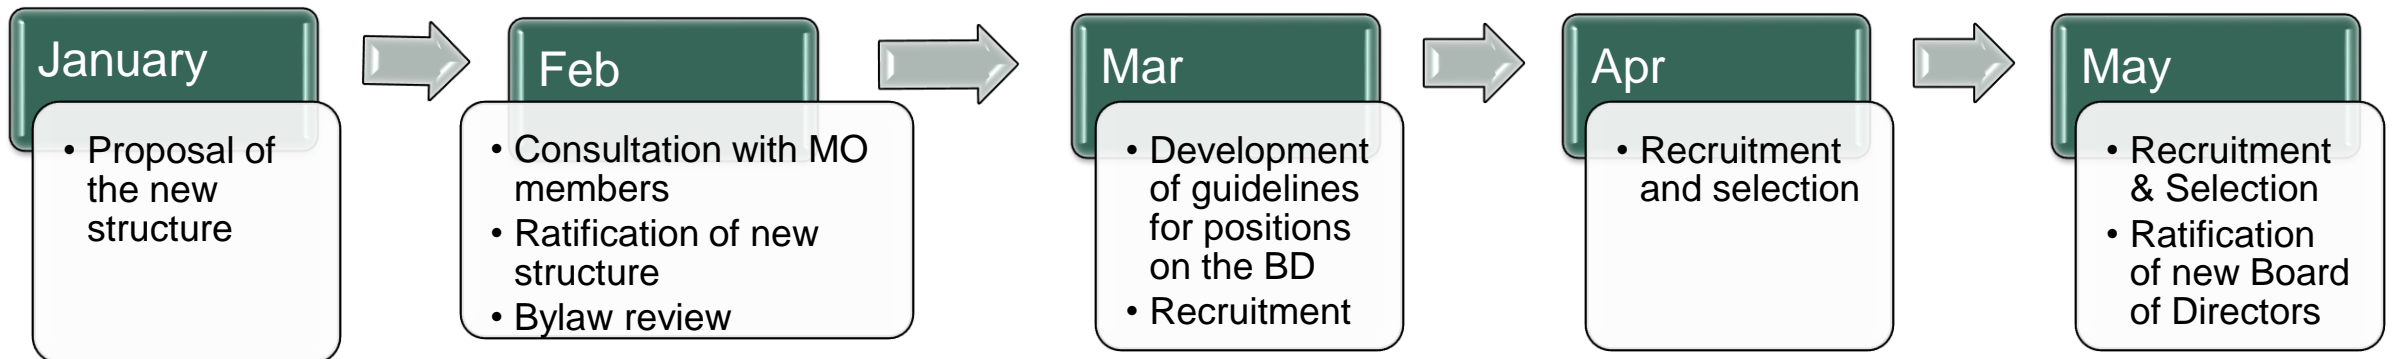 January
• Proposal of
the new
structure
Feb
• Consultation with MO
members
• Ratification of new
structure
• Bylaw review
Mar
• Development
of guidelines
for positions
on the BD
• Recruitment
Apr
• Recruitment
and selection
May
• Recruitment
& Selection
• Ratification
of new Board
of Directors